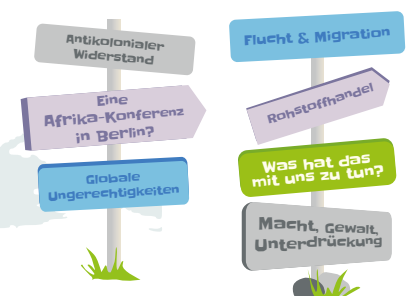 Antikolonialer
Widerstand
Eine
Afrika-Konferenz
in Berlin?
Globale
Ungerechtigkeiten
Flucht & Migration
Rohstoffhandel
Was hat das
mit uns zu tun?
Macht, Gewalt,
Unterdrückung